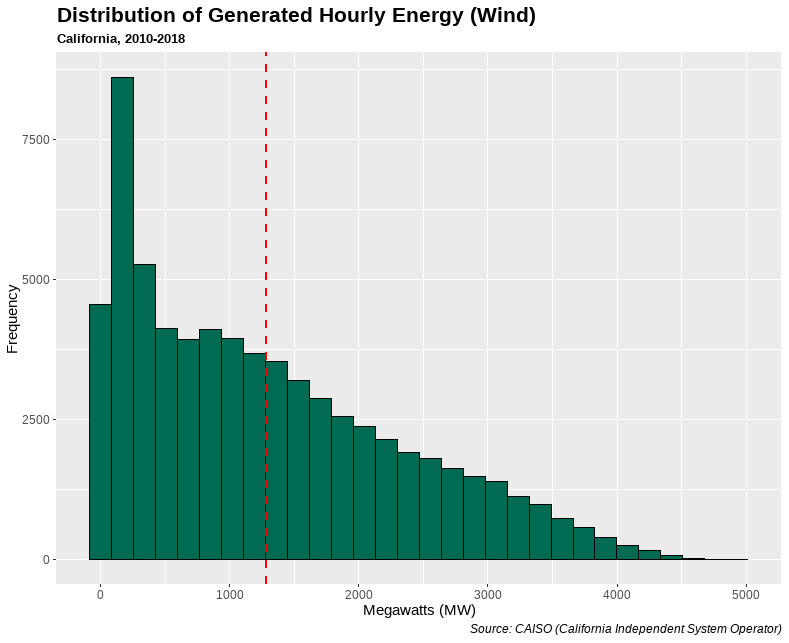 Distribution of Generated Hourly Energy (Wind)
California, 2010-2018
7500
5000
2500
0
Frequency
0 1000 2000 3000 4000 5000
Megawatts (MW)
Source: CAISO (California Independent System Operator)